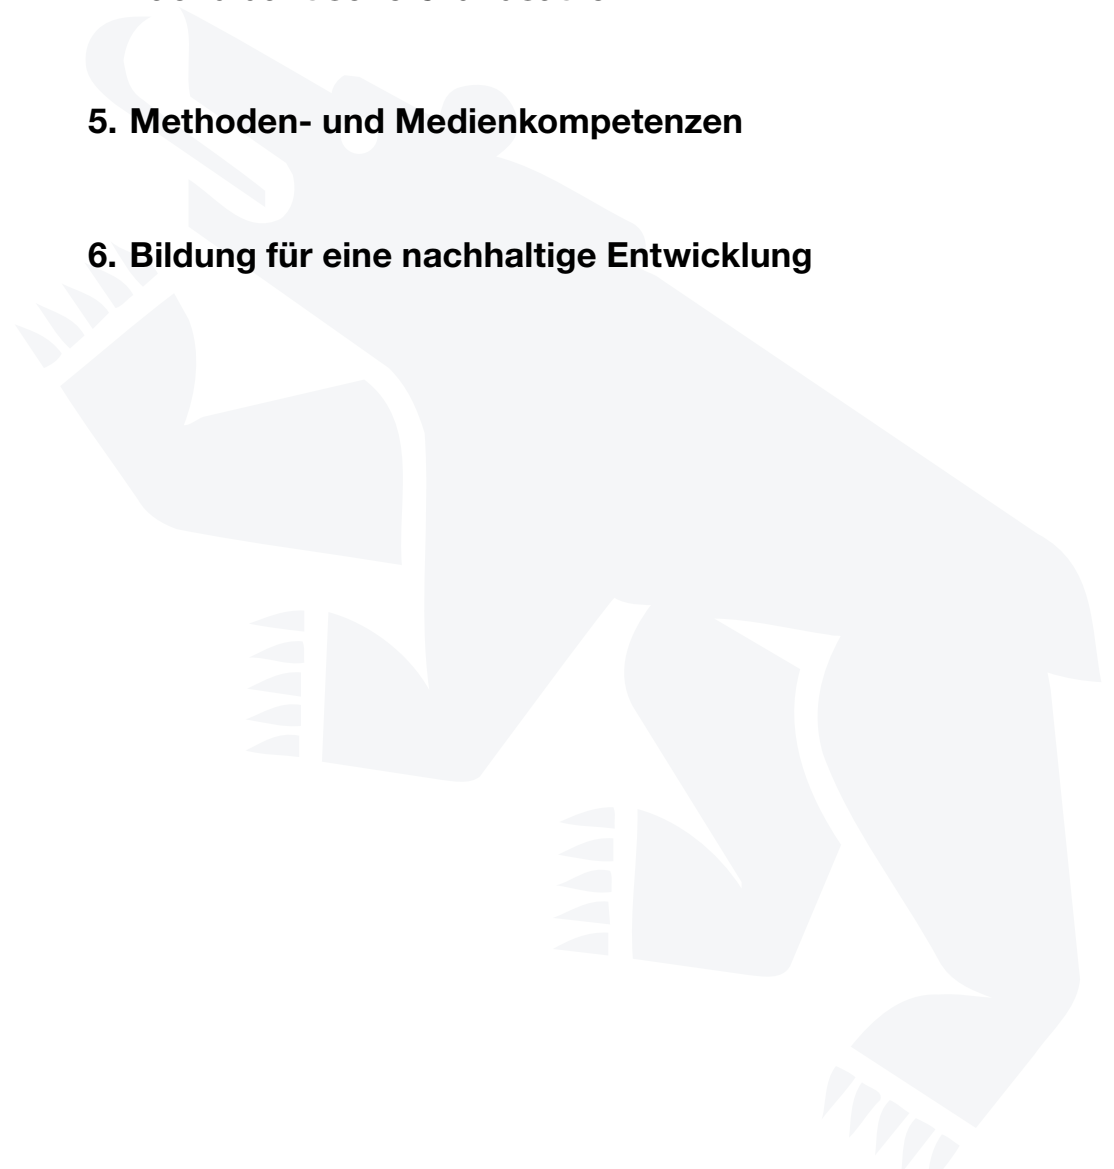 5. Methoden- und Medienkompetenzen
6. Bildung für eine nachhaltige Entwicklung